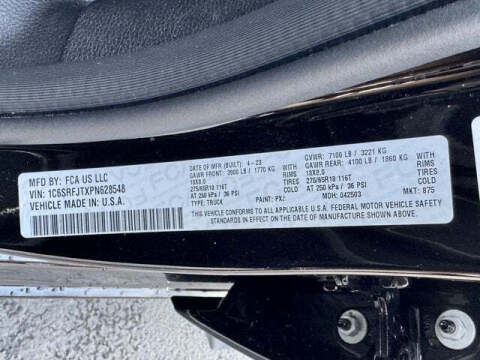 MFD BY: FCA US LLC
VIN: 1C6SRFJTXPN628548
VEHICLE MADE IN U.S.A.
DATE OF MFR (BUILT): 4-23
GAWR FRONT: 3900 LB / 1770 KG WITH
18X8.0 RIMS
275/65R18 116T TIRES
AT 250 kPa / 36 PSI COLD
TYPE: TRUCK PAINT: PXJ
GVWR: 7100 LB / 3221 KG
GAWR REAR: 4100 LB / 1860 KG WITH
18X8.0 RIMS
275/65R18 116T TIRES
AT 250 kPa / 36 PSI COLD
MDH: 042503 MKT: 875
THIS VEHICLE CONFORMS TO ALL APPLICABLE U.S.A. FEDERAL MOTOR VEHICLE SAFETY
STANDARDS IN EFFECT ON THE DATE OF MANUFACTURE SHOWN ABOVE.